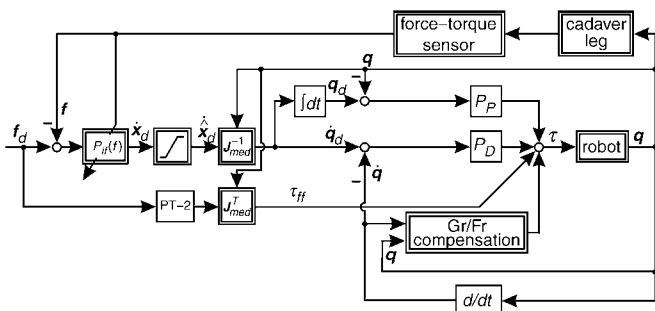 force–torque
sensor
cadaver
leg
q
f
f_d
P_if(f)
ẋ_d
x̂̇_d
J_med^-1
∫dt
q_d
P_P
q̇_d
P_D
q̇
τ
robot
q
PT-2
J_med^T
τ_ff
Gr/Fr
compensation
q
d/dt